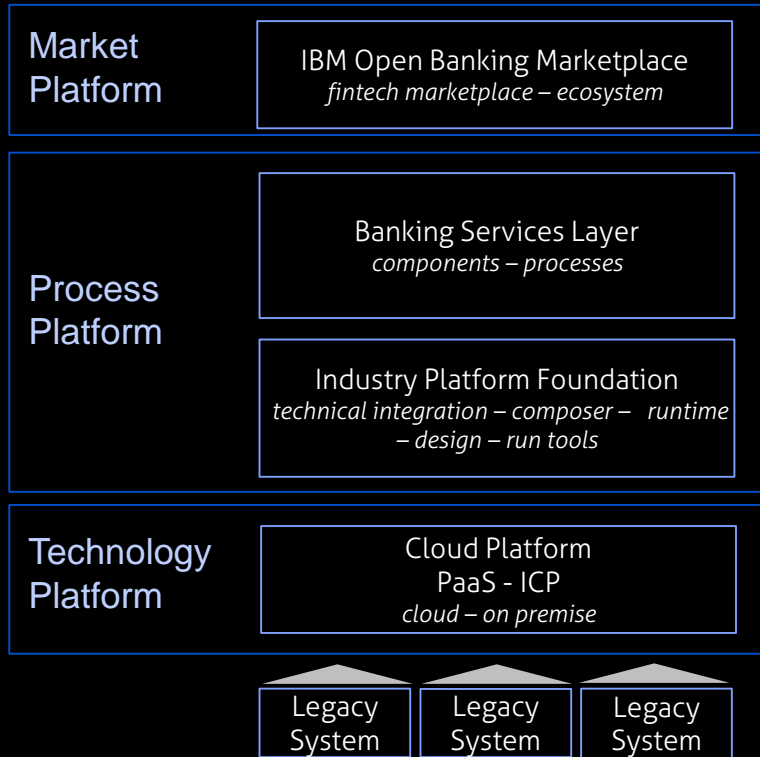 Market
Platform
IBM Open Banking Marketplace
fintech marketplace – ecosystem
Process
Platform
Banking Services Layer
components – processes
Industry Platform Foundation
technical integration – composer – runtime
– design – run tools
Technology
Platform
Cloud Platform
PaaS - ICP
cloud – on premise
Legacy
System
Legacy
System
Legacy
System